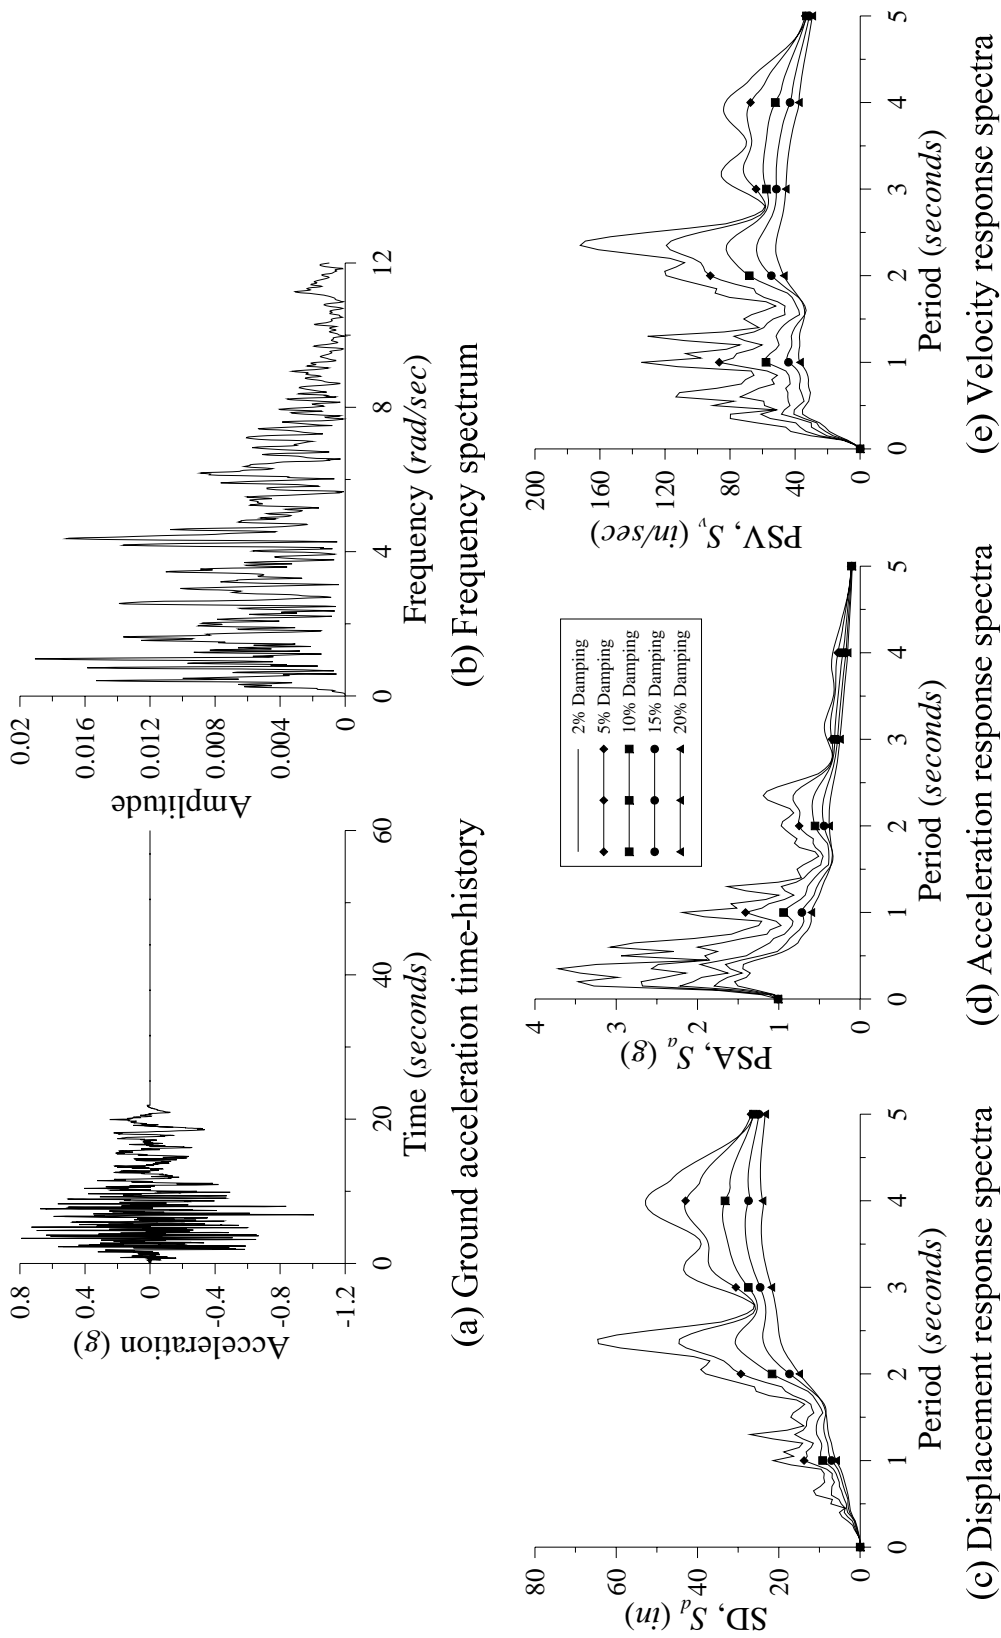 0.8
0.4
0
-0.4
-0.8
-1.2
Acceleration (g)
0
20
40
60
Time (seconds)
(a) Ground acceleration time-history
0.02
0.016
0.012
0.008
0.004
0
Amplitude
0
4
8
12
Frequency (rad/sec)
(b) Frequency spectrum
80
60
40
20
0
SD, Sd (in)
0
1
2
3
4
5
Period (seconds)
(c) Displacement response spectra
4
3
2
1
0
PSA, Sa (g)
0
1
2
3
4
5
Period (seconds)
2% Damping
5% Damping
10% Damping
15% Damping
20% Damping
(d) Acceleration response spectra
200
160
120
80
40
0
PSV, Sv (in/sec)
0
1
2
3
4
5
Period (seconds)
(e) Velocity response spectra